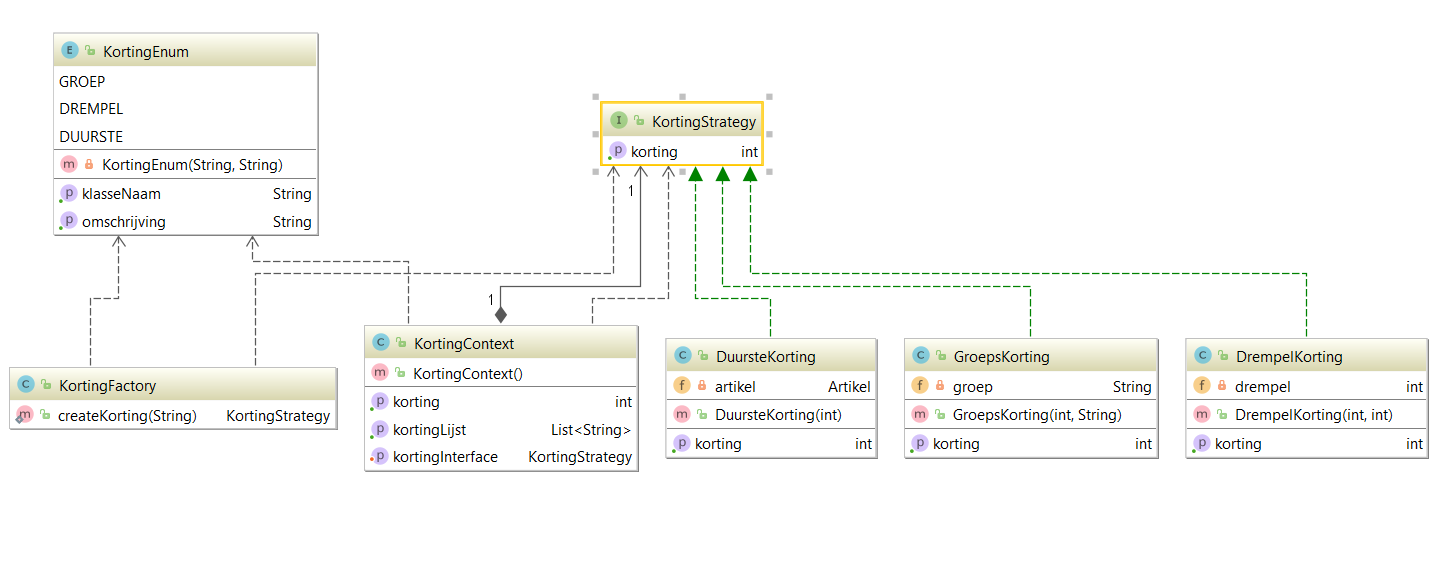 E KortingEnum
GROEP
DREMPEL
DUURSTE
m KortingEnum(String, String)
p klasseNaam String
p omschrijving String
I KortingStrategy
p korting int
1
1
C KortingFactory
m createKorting(String) KortingStrategy
C KortingContext
m KortingContext()
p korting int
p kortingLijst List<String>
p kortingInterface KortingStrategy
C DuursteKorting
f artikel Artikel
m DuursteKorting(int)
p korting int
C GroepsKorting
f groep String
m GroepsKorting(int, String)
p korting int
C DrempelKorting
f drempel int
m DrempelKorting(int, int)
p korting int